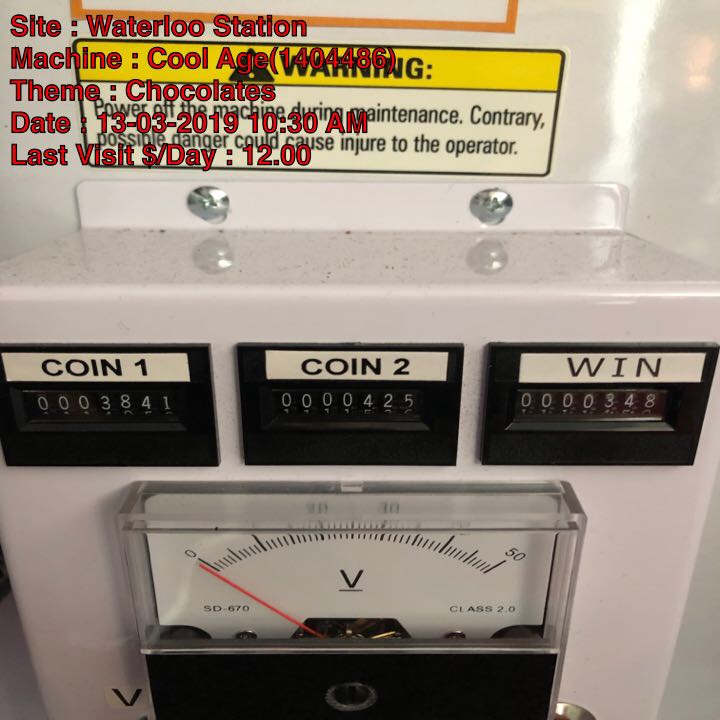 Site : Waterloo Station
Machine : Cool Age(1404486)
WARNING:
Theme : Chocolates
Power off the machine during maintenance. Contrary,
Date : 13-03-2019 10:30 AM
possible danger could cause injure to the operator.
Last Visit $/Day : 12.00
COIN 1 COIN 2 WIN
0003841 0000425 0000348
0 50
V
SD-670 CLASS 2.0
V